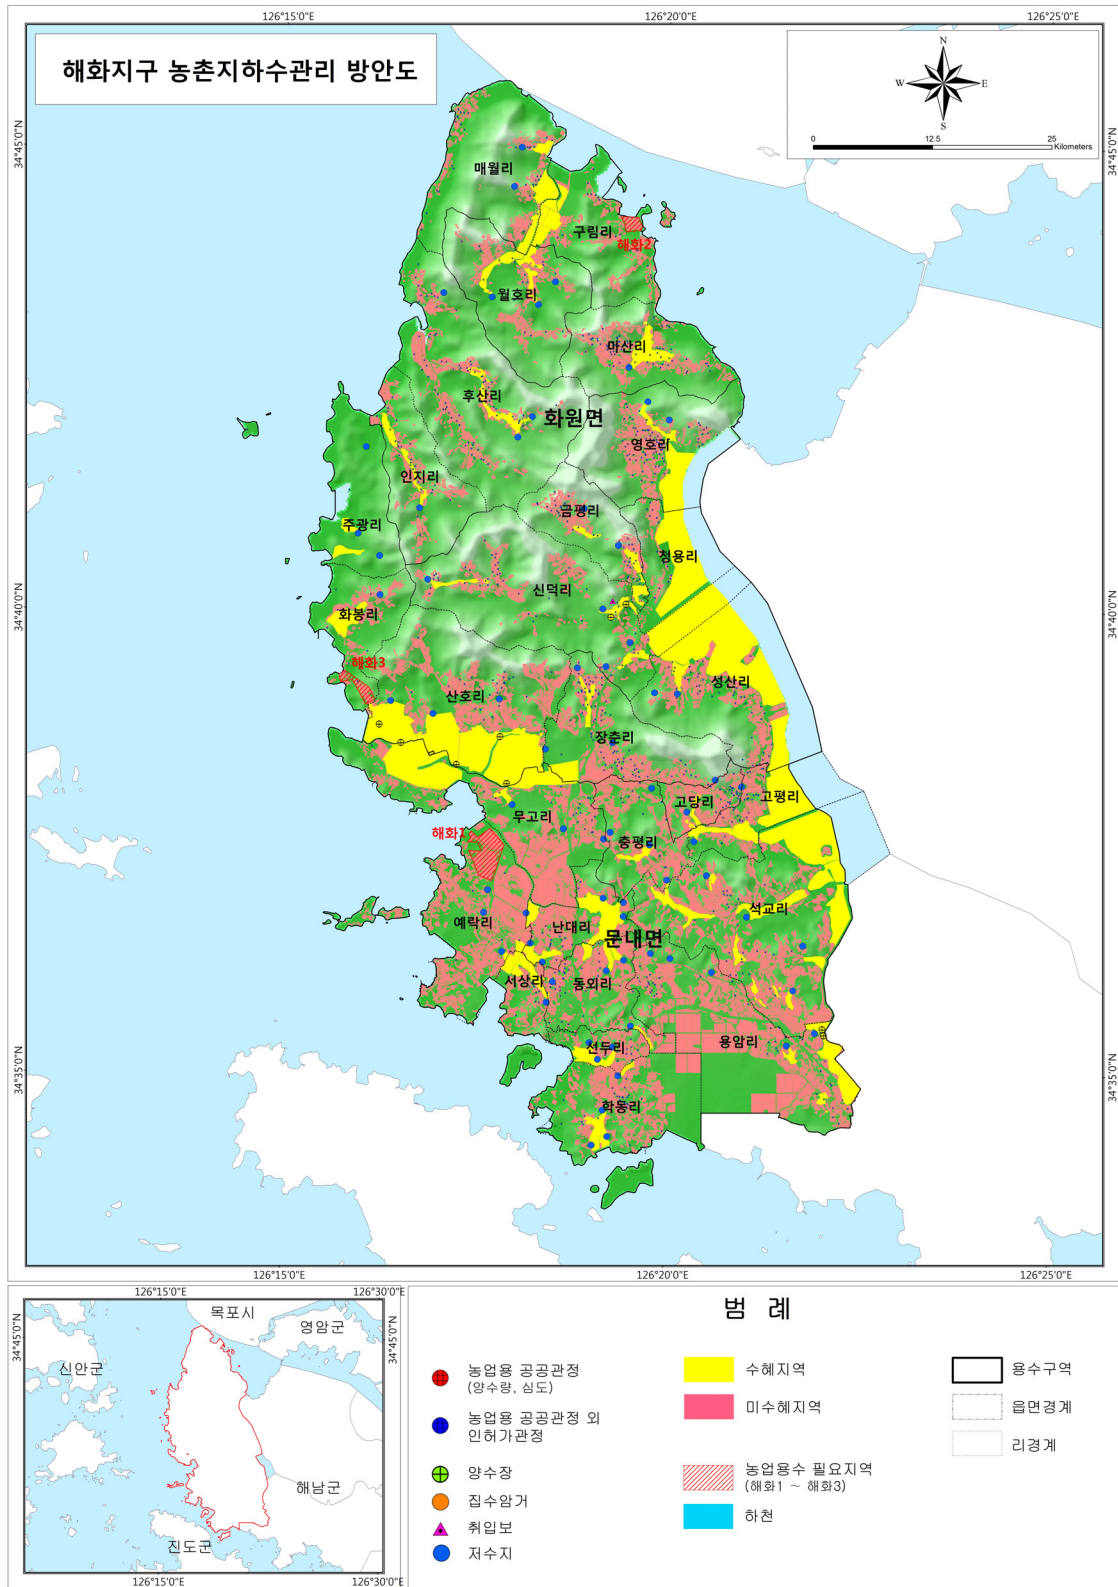 126°15'0"E
126°20'0"E
126°25'0"E
해화지구 농촌지하수관리 방안도
N
W
E
S
0
12.5
25
Kilometers
34°45'0"N
34°45'0"N
매월리
구림리
해화2
월호리
마산리
후산리
화원면
영호리
인지리
금평리
주광리
청용리
신덕리
화봉리
34°40'0"N
34°40'0"N
해화3
산호리
성산리
장춘리
고평리
고당리
무고리
해화1
충평리
예락리
난대리
석교리
문내면
서상리
동외리
용암리
선두리
34°35'0"N
34°35'0"N
학동리
126°15'0"E
126°20'0"E
126°25'0"E
126°15'0"E
126°30'0"E
목포시
영암군
34°45'0"N
34°45'0"N
신안군
해남군
진도군
126°15'0"E
126°30'0"E
범 례
농업용 공공관정
(양수량, 심도)
농업용 공공관정 외
인허가관정
양수장
집수암거
취입보
저수지
수혜지역
미수혜지역
농업용수 필요지역
(해화1 ~ 해화3)
하천
용수구역
읍면경계
리경계